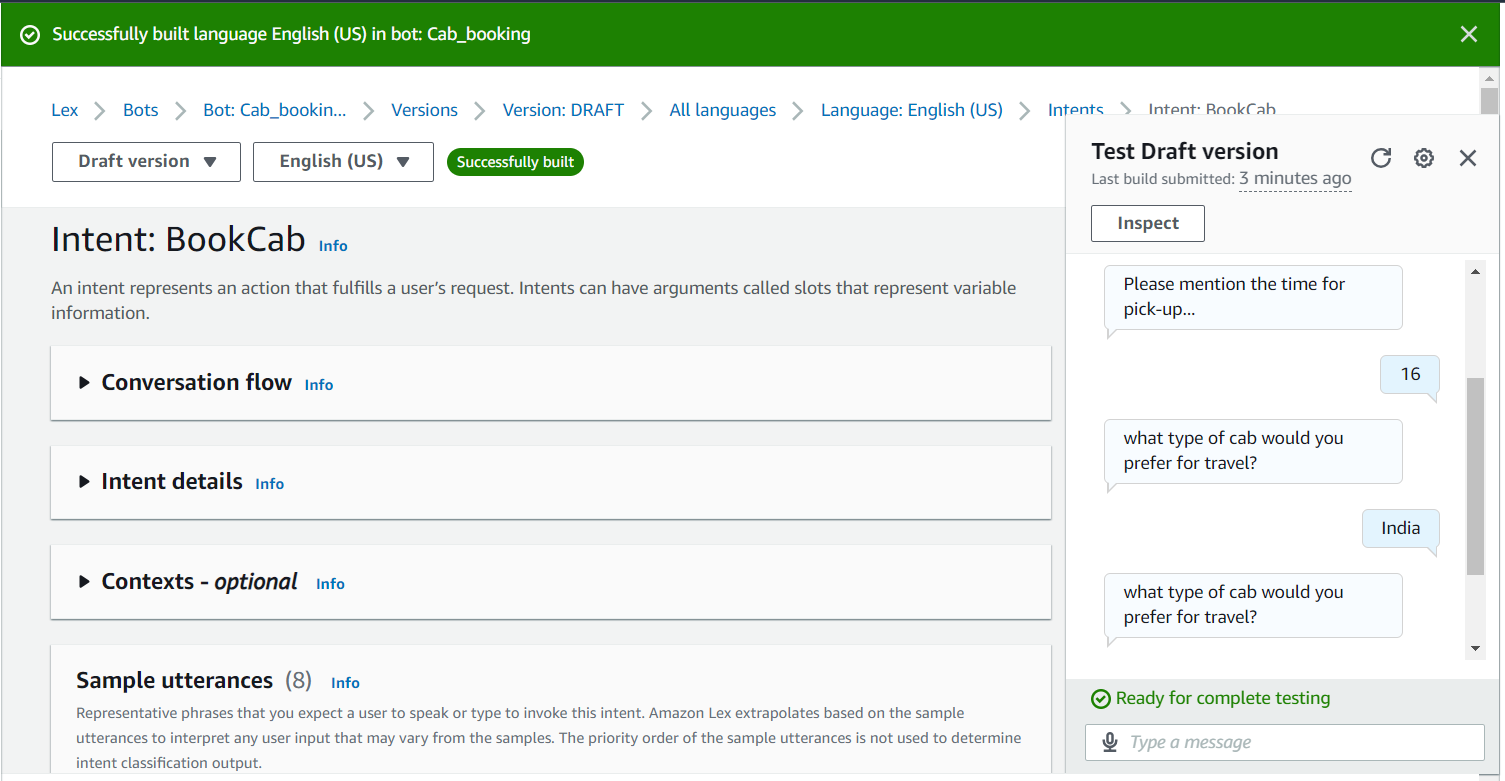 Successfully built language English (US) in bot: Cab_booking
Lex
Bots
Bot: Cab_bookin...
Versions
Version: DRAFT
All languages
Language: English (US)
Intents
Intent: BookCab
Draft version
English (US)
Successfully built
Intent: BookCab Info
An intent represents an action that fulfills a user's request. Intents can have arguments called slots that represent variable
information.
Conversation flow Info
Intent details Info
Contexts - optional Info
Sample utterances (8) Info
Representative phrases that you expect a user to speak or type to invoke this intent. Amazon Lex extrapolates based on the sample
utterances to interpret any user input that may vary from the samples. The priority order of the sample utterances is not used to determine
intent classification output.
Test Draft version
Last build submitted: 3 minutes ago
Inspect
Please mention the time for
pick-up...
16
what type of cab would you
prefer for travel?
India
what type of cab would you
prefer for travel?
Ready for complete testing
Type a message